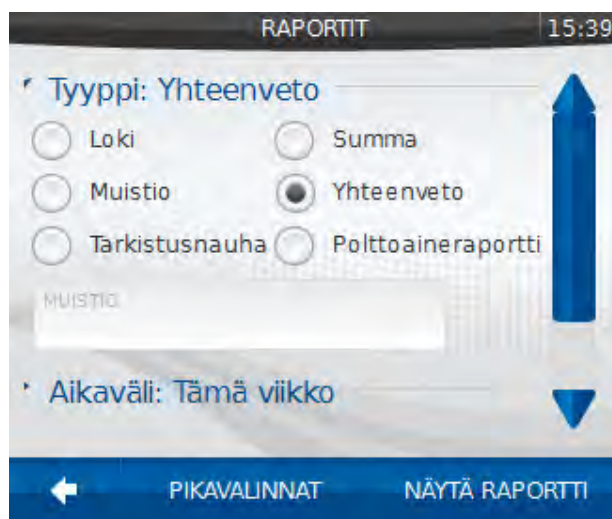 RAPORTIT 15:39
Tyyppi: Yhteenveto
Loki Summa
Muistio Yhteenveto
Tarkistusnauha Polttoaineraportti
MUISTIO
Aikaväli: Tämä viikko
PIKAVALINNAT NÄYTÄ RAPORTTI